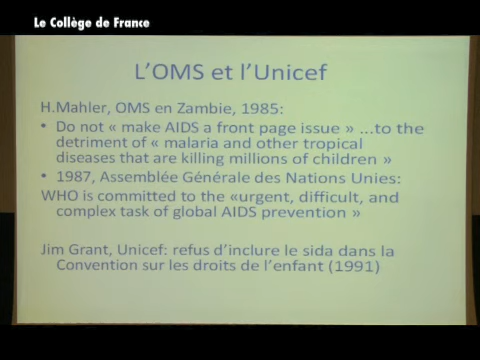 Le Collège de France
L'OMS et l'Unicef
H.Mahler, OMS en Zambie, 1985:
• Do not « make AIDS a front page issue » ...to the
detriment of « malaria and other tropical
diseases that are killing millions of children »
• 1987, Assemblée Générale des Nations Unies:
WHO is committed to the «urgent, difficult, and
complex task of global AIDS prevention »
Jim Grant, Unicef: refus d'inclure le sida dans la
Convention sur les droits de l'enfant (1991)